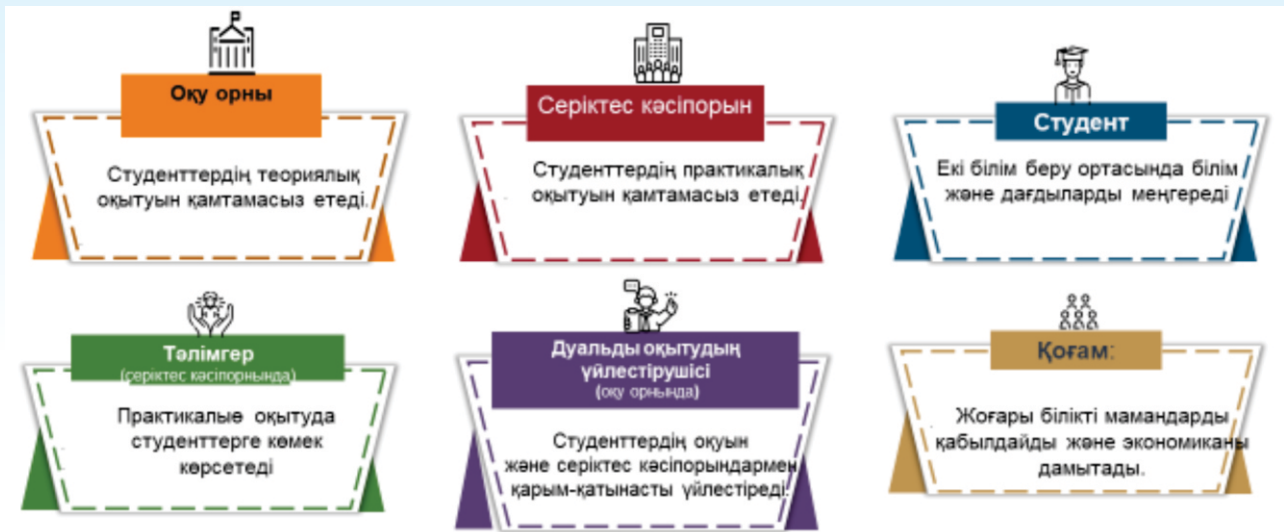 Оқу орны
Студенттердің теориялық
оқытуын қамтамасыз етеді.
Серіктес кәсіпорын
Студенттердің практикалық
оқытуын қамтамасыз етеді.
Студент
Екі білім беру ортасында білім
және дағдыларды меңгереді
Тәлімгер
(серіктес кәсіпорнында)
Практикалыө оқытуда
студенттерге көмек
көрсетеді
Дуальды оқытудың
үйлестірушісі
(оқу орнында)
Студенттердің оқуын
және серіктес кәсіпорындармен
қарым-қатынасты үйлестіреді.
Қоғам:
Жоғары білікті мамандарды
қабылдайды және экономиканы
дамытады.